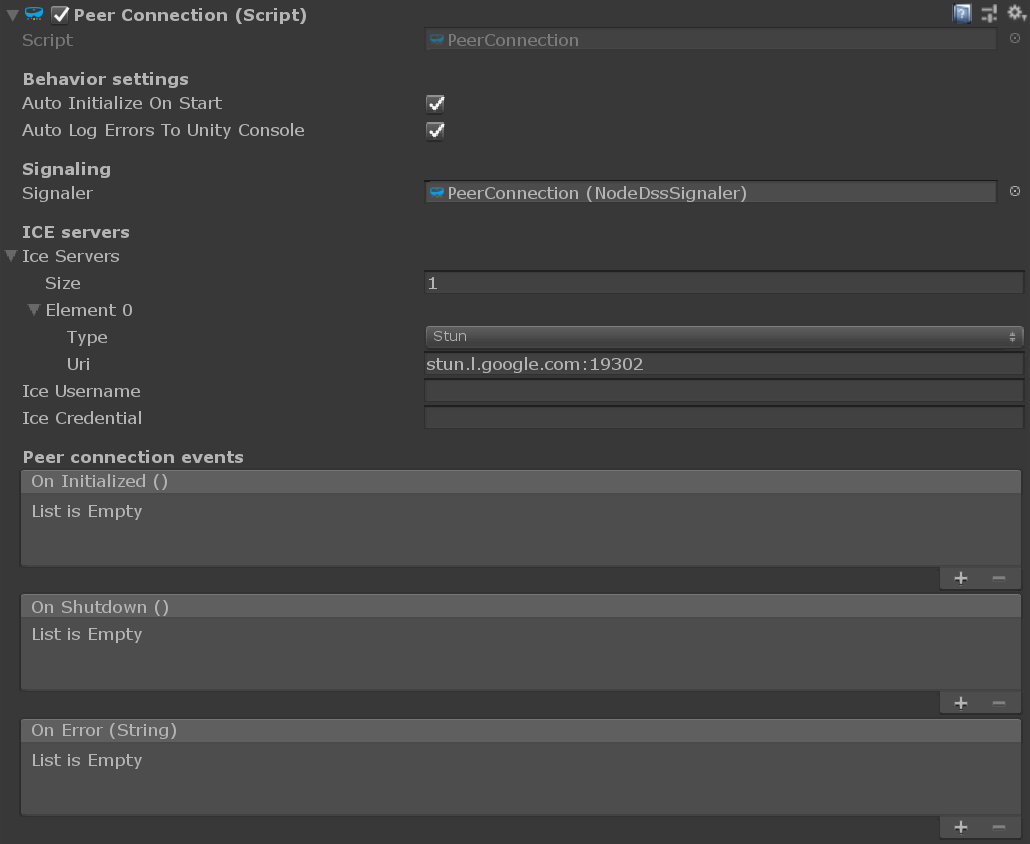 Peer Connection (Script)
Script PeerConnection
Behavior settings
Auto Initialize On Start
Auto Log Errors To Unity Console
Signaling
Signaler PeerConnection (NodeDssSignaler)
ICE servers
Ice Servers
Size 1
Element 0
Type Stun
Uri stun.l.google.com:19302
Ice Username
Ice Credential
Peer connection events
On Initialized ()
List is Empty
On Shutdown ()
List is Empty
On Error (String)
List is Empty